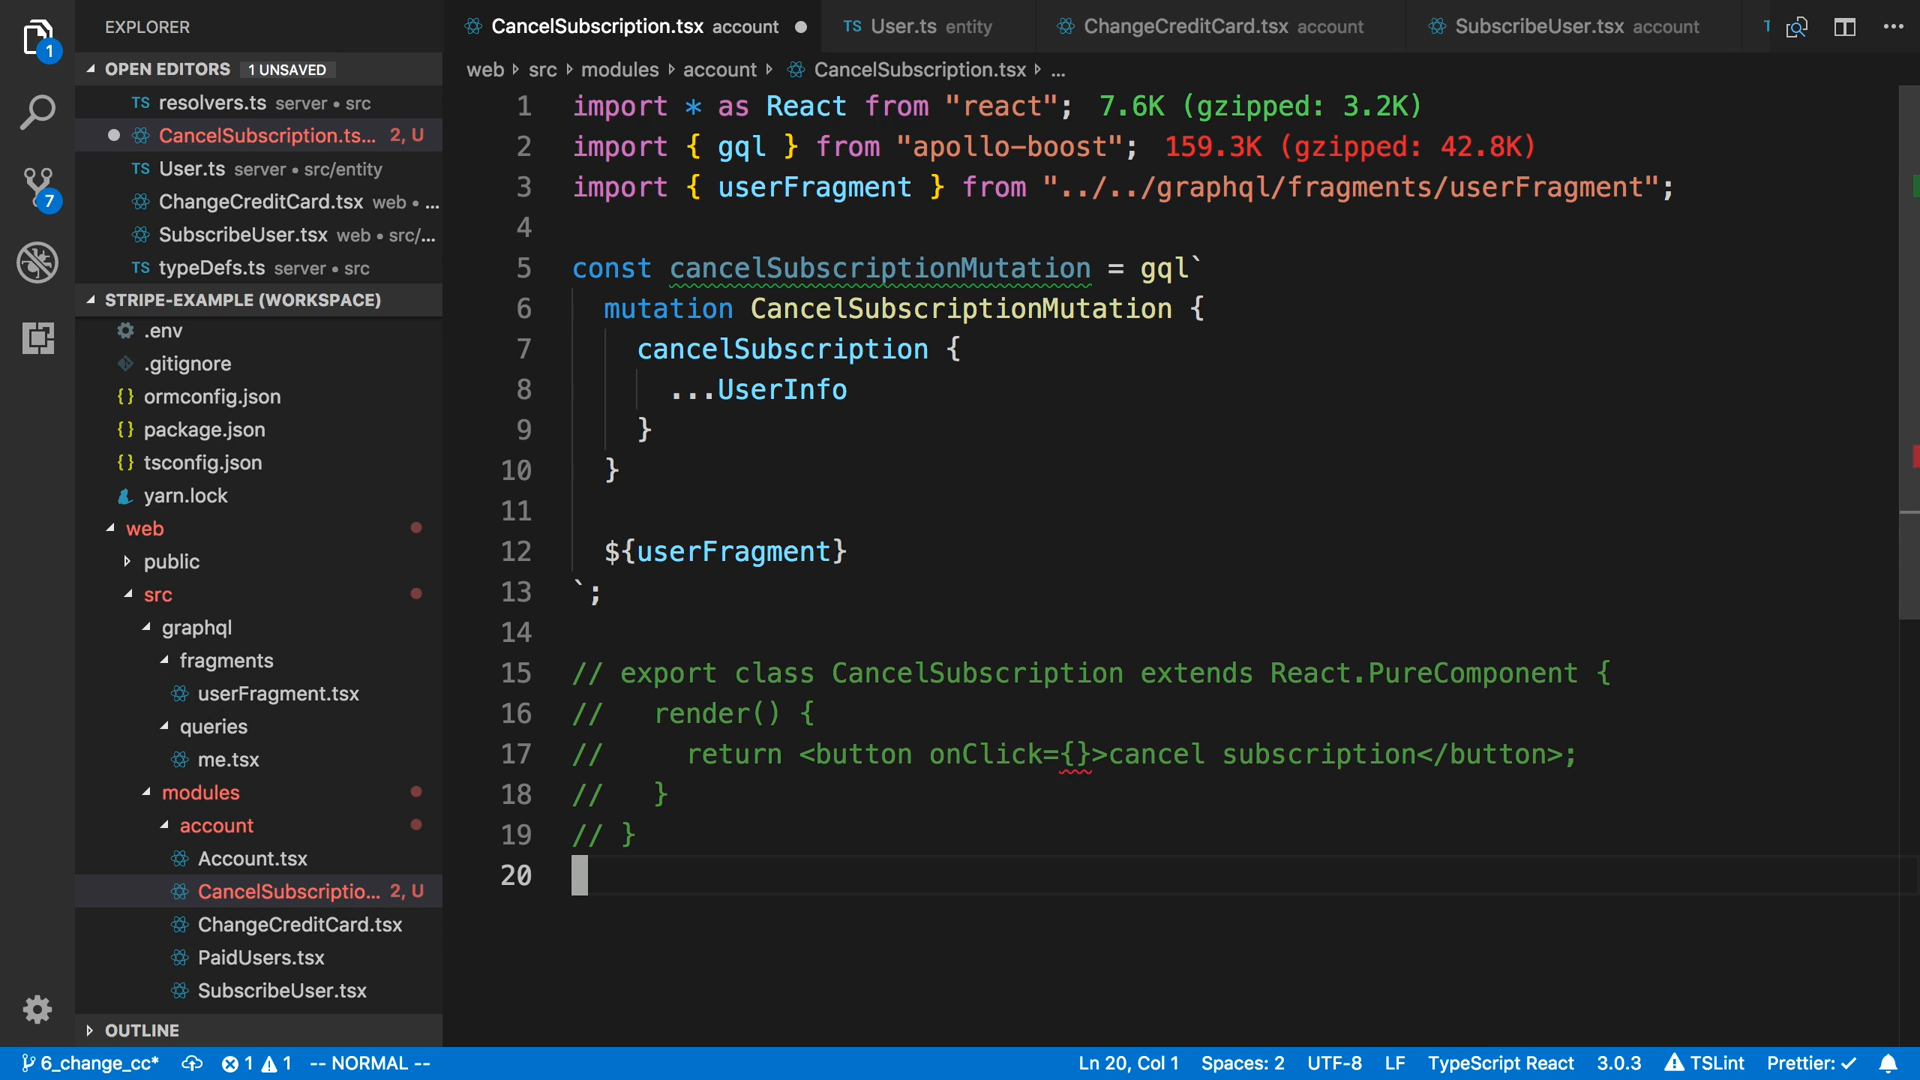 EXPLORER
1
7
OPEN EDITORS 1 UNSAVED
TS resolvers.ts server • src
CancelSubscription.ts... 2, U
TS User.ts server • src/entity
ChangeCreditCard.tsx web • ...
SubscribeUser.tsx web • src/...
TS typeDefs.ts server • src
STRIPE-EXAMPLE (WORKSPACE)
.env
.gitignore
{} ormconfig.json
{} package.json
{} tsconfig.json
yarn.lock
web
public
src
graphql
fragments
userFragment.tsx
queries
me.tsx
modules
account
Account.tsx
CancelSubscriptio... 2, U
ChangeCreditCard.tsx
PaidUsers.tsx
SubscribeUser.tsx
OUTLINE
CancelSubscription.tsx account
TS User.ts entity
ChangeCreditCard.tsx account
SubscribeUser.tsx account
web src modules account CancelSubscription.tsx ...
1 import * as React from "react"; 7.6K (gzipped: 3.2K)
2 import { gql } from "apollo-boost"; 159.3K (gzipped: 42.8K)
3 import { userFragment } from "../../graphql/fragments/userFragment";
4
5 const cancelSubscriptionMutation = gql`
6 mutation CancelSubscriptionMutation {
7 cancelSubscription {
8 ...UserInfo
9 }
10 }
11
12 ${userFragment}
13 `;
14
15 // export class CancelSubscription extends React.PureComponent {
16 // render() {
17 // return <button onClick={}>cancel subscription</button>;
18 // }
19 // }
20
6_change_cc* 1 1 -- NORMAL -- Ln 20, Col 1 Spaces: 2 UTF-8 LF TypeScript React 3.0.3 TSLint Prettier: ✓